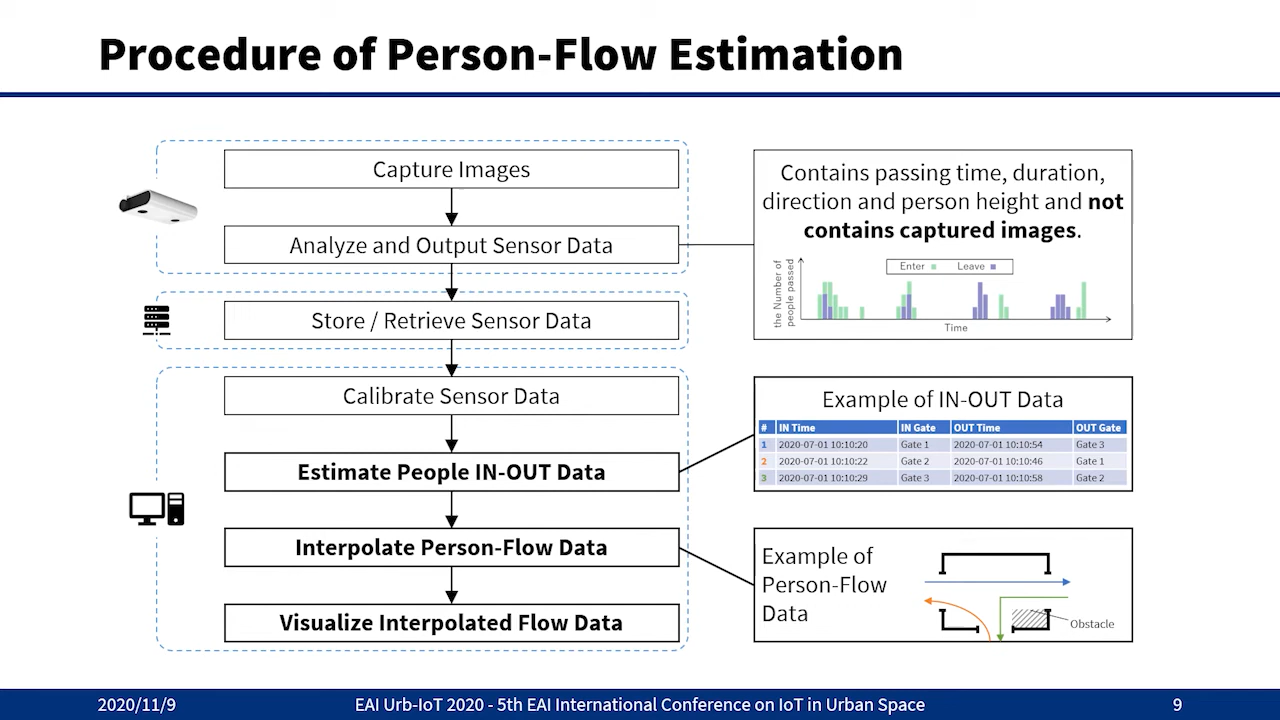 Procedure of Person-Flow Estimation
Capture Images
Analyze and Output Sensor Data
Store / Retrieve Sensor Data
Calibrate Sensor Data
Estimate People IN-OUT Data
Interpolate Person-Flow Data
Visualize Interpolated Flow Data
Contains passing time, duration,
direction and person height and not
contains captured images.
the Number of
people passed
Enter Leave
Time
Example of IN-OUT Data
# IN Time IN Gate OUT Time OUT Gate
1 2020-07-01 10:10:20 Gate 1 2020-07-01 10:10:54 Gate 3
2 2020-07-01 10:10:22 Gate 2 2020-07-01 10:10:46 Gate 1
3 2020-07-01 10:10:29 Gate 3 2020-07-01 10:10:58 Gate 2
Example of
Person-Flow
Data
Obstacle
2020/11/9 EAI Urb-IoT 2020 - 5th EAI International Conference on IoT in Urban Space 9